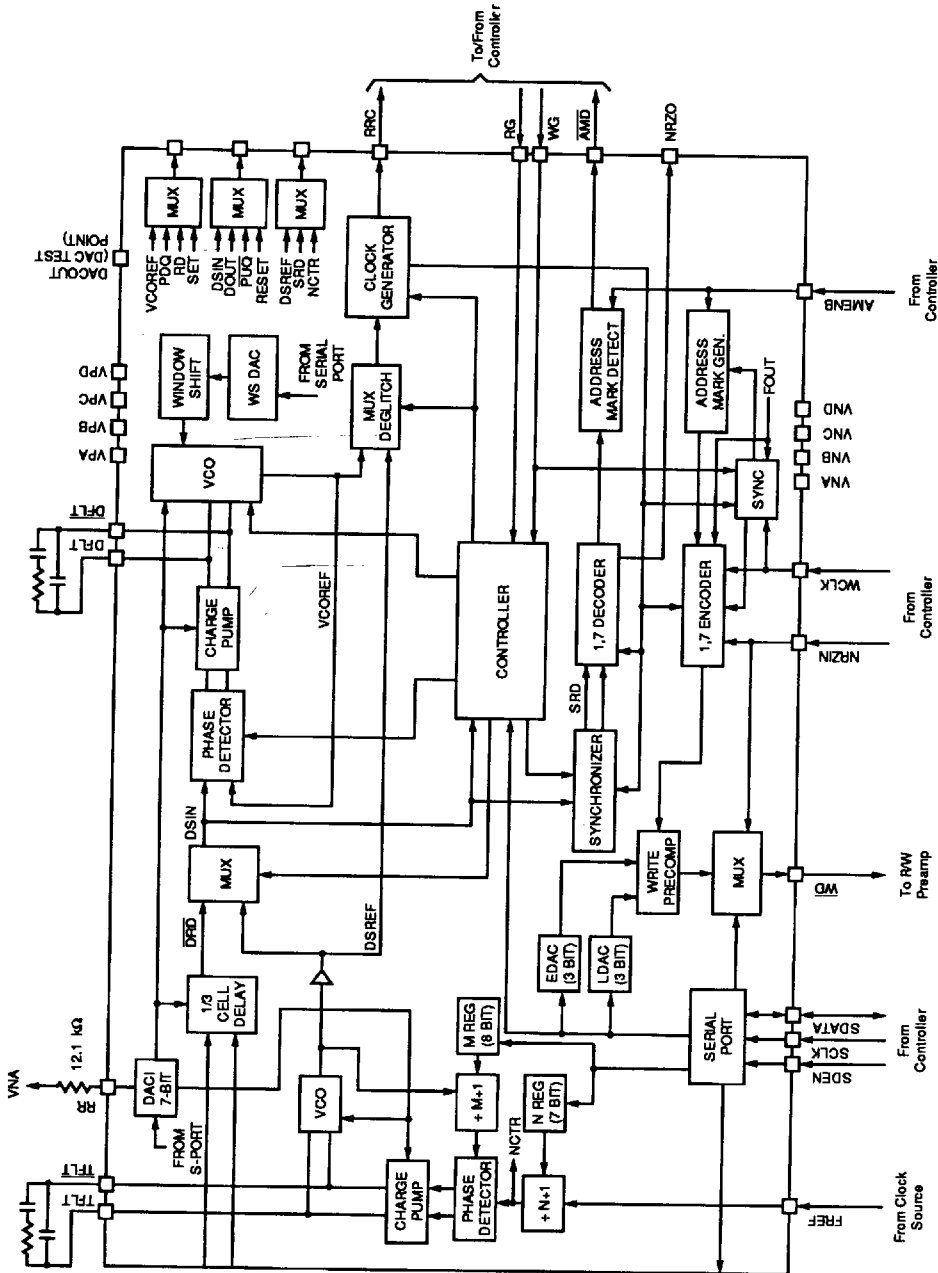 VNA
12.1 kΩ
RR
TFLT
TFLT
DFLT
DFLT
VPA
VPB
VPC
VPD
DACOUT
(DAC TEST
POINT)
FROM
S-PORT
DACI
7-BIT
1/3
CELL
DELAY
DRD
MUX
DSIN
PHASE
DETECTOR
CHARGE
PUMP
VCO
WINDOW
SHIFT
WS DAC
FROM
SERIAL
PORT
VCOREF
PDQ
RD
SET
MUX
DSIN
DOUT
PUQ
RESET
MUX
DSREF
SRD
NCTR
MUX
VCO
DSREF
VCOREF
MUX
DEGLITCH
CLOCK
GENERATOR
RRC
To/From
Controller
RG
WG
AMD
NRZO
CHARGE
PUMP
PHASE
DETECTOR
÷ M+1
M REG
(8 BIT)
NCTR
÷ N+1
N REG
(7 BIT)
CONTROLLER
EDAC
(3 BIT)
LDAC
(3 BIT)
SYNCHRONIZER
SRD
1,7 DECODER
ADDRESS
MARK DETECT
WRITE
PRECOMP
1,7 ENCODER
ADDRESS
MARK GEN.
FOUT
SYNC
SERIAL
PORT
MUX
FREF
From Clock
Source
SDEN
SCLK
SDATA
From
Controller
WD
To R/W
Preamp
NRZIN
WCLK
From
Controller
VNA
VNB
VNC
VND
AMENB
From
Controller